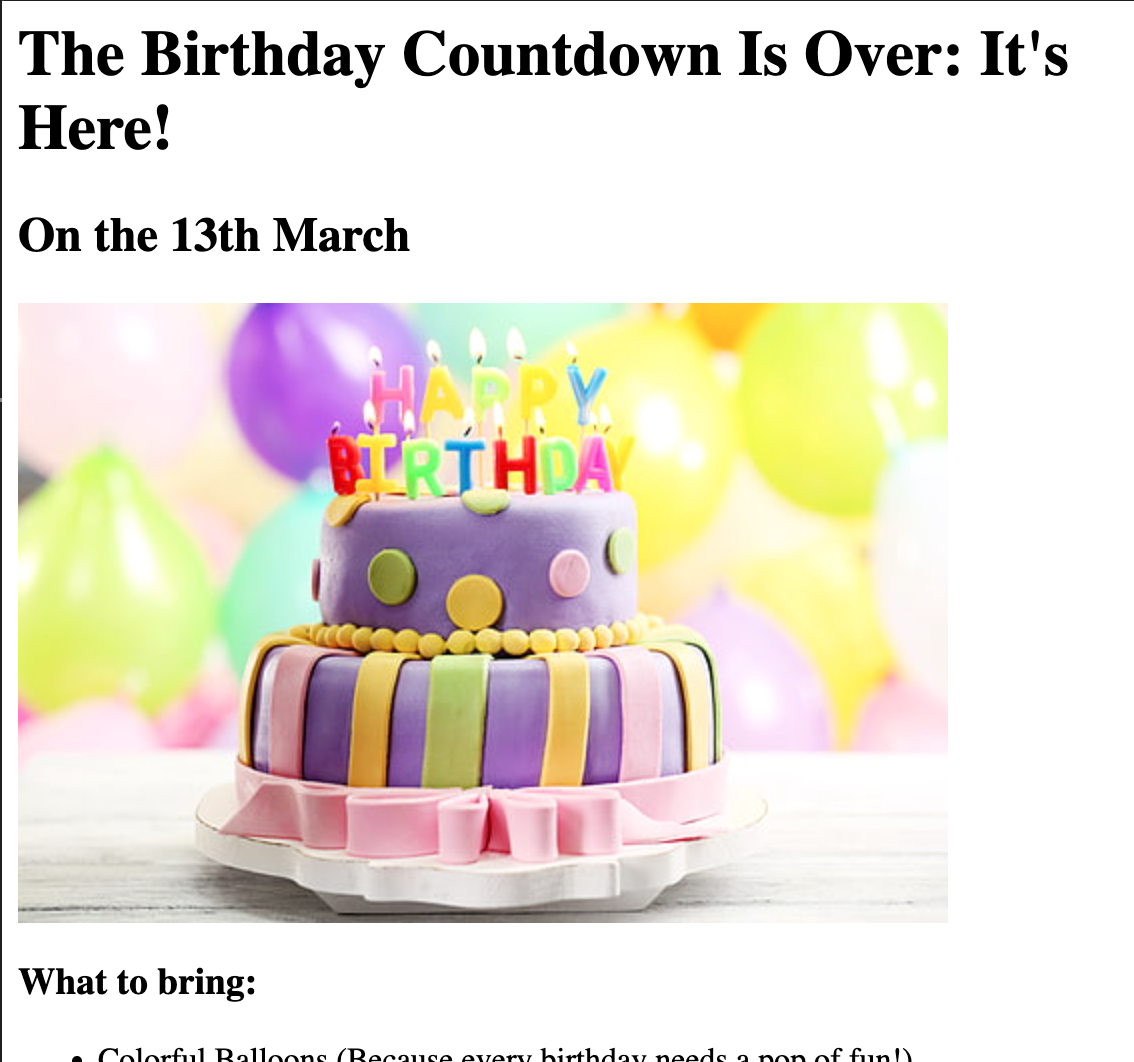 The Birthday Countdown Is Over: It's
Here!
On the 13th March
HAPPY
BIRTHDAY
What to bring:
• Colorful Balloons (Because every birthday needs a pop of fun!)